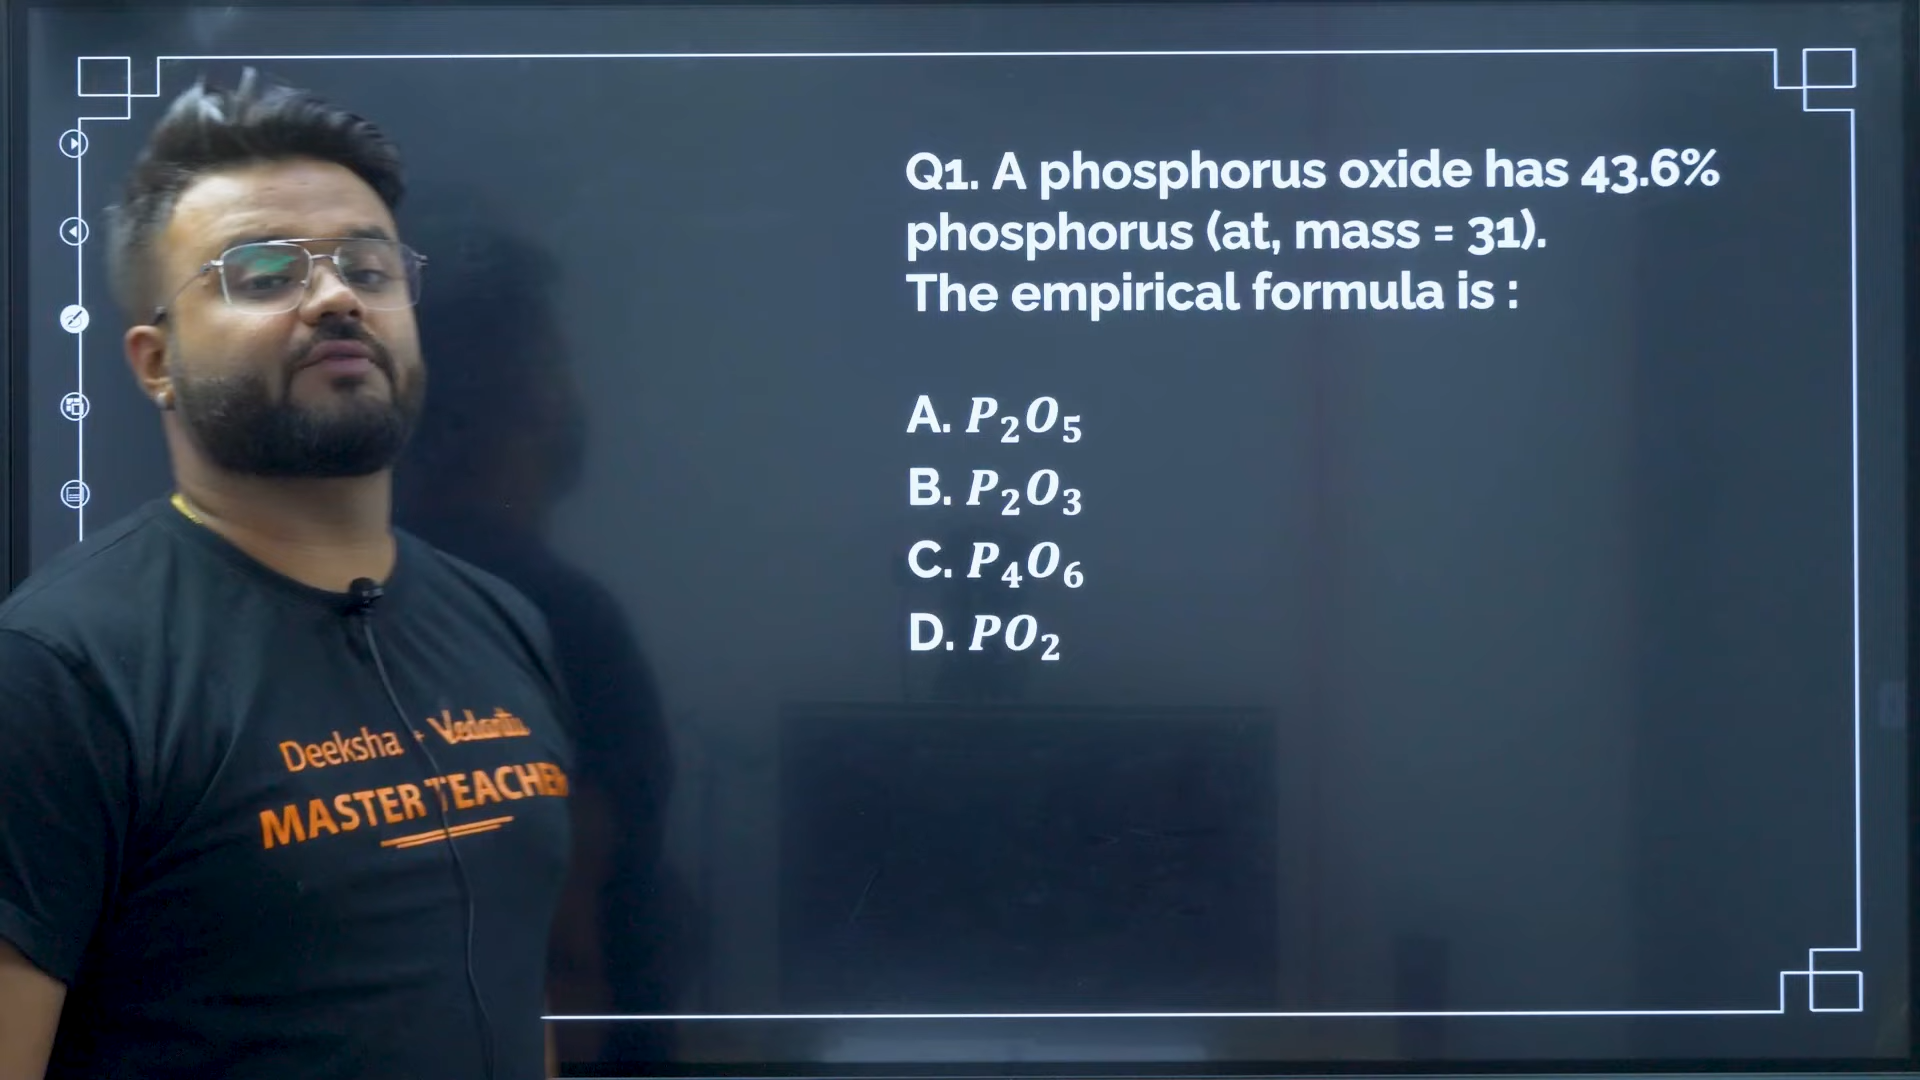 Q1. A phosphorus oxide has 43.6%
phosphorus (at, mass = 31).
The empirical formula is :
A. P₂O₅
B. P₂O₃
C. P₄O₆
D. PO₂
Deeksha + Vedantu
MASTER TEACHER